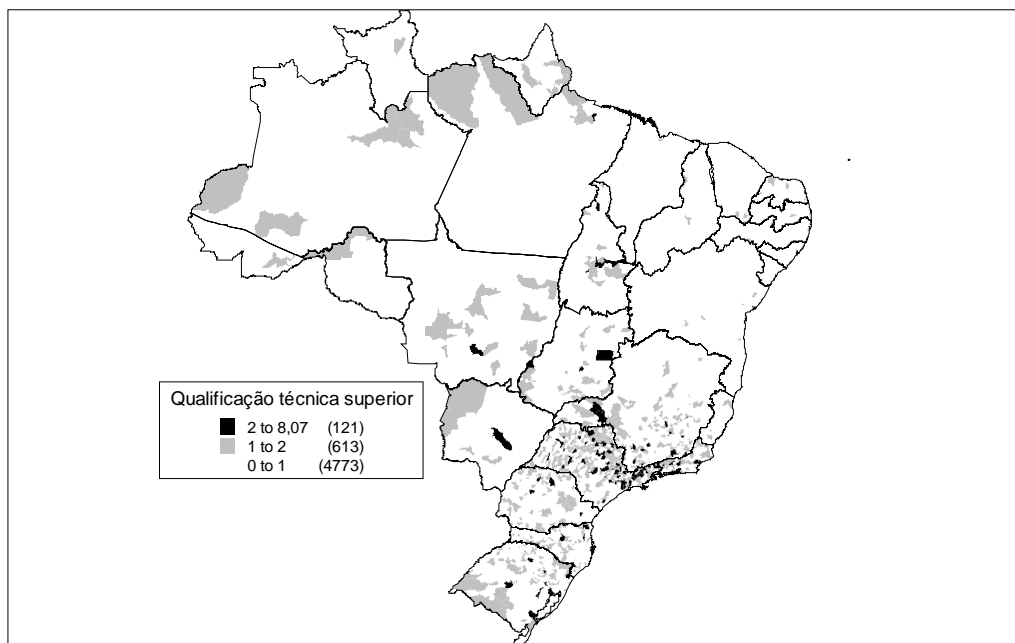 Qualificação técnica superior
2 to 8,07 (121)
1 to 2 (613)
0 to 1 (4773)